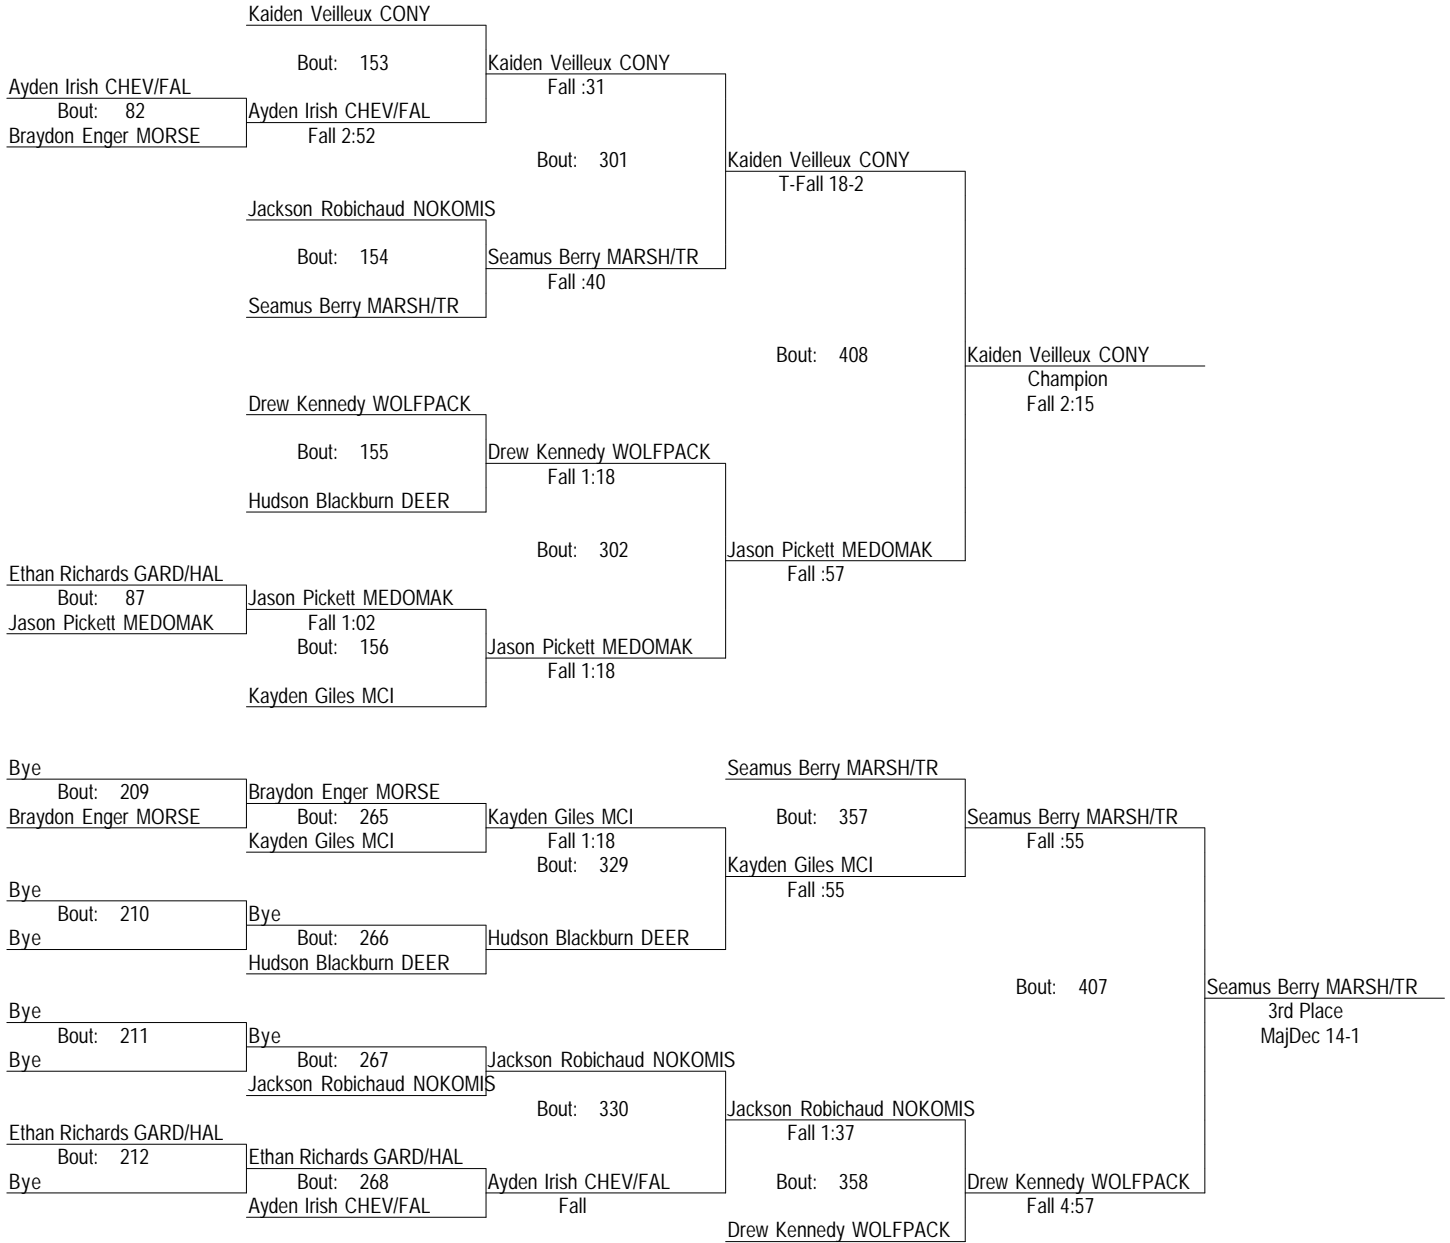 Kaiden Veilleux CONY
Bout: 153
Kaiden Veilleux CONY
Fall :31
Ayden Irish CHEV/FAL
Bout: 82
Ayden Irish CHEV/FAL
Braydon Enger MORSE
Fall 2:52
Bout: 301
Kaiden Veilleux CONY
T-Fall 18-2
Jackson Robichaud NOKOMIS
Bout: 154
Seamus Berry MARSH/TR
Fall :40
Seamus Berry MARSH/TR
Bout: 408
Kaiden Veilleux CONY
Champion
Fall 2:15
Drew Kennedy WOLFPACK
Bout: 155
Drew Kennedy WOLFPACK
Fall 1:18
Hudson Blackburn DEER
Bout: 302
Jason Pickett MEDOMAK
Fall :57
Ethan Richards GARD/HAL
Bout: 87
Jason Pickett MEDOMAK
Jason Pickett MEDOMAK
Fall 1:02
Bout: 156
Jason Pickett MEDOMAK
Fall 1:18
Kayden Giles MCI
Bye
Seamus Berry MARSH/TR
Bout: 209
Braydon Enger MORSE
Braydon Enger MORSE
Bout: 265
Kayden Giles MCI
Bout: 357
Seamus Berry MARSH/TR
Kayden Giles MCI
Fall 1:18
Fall :55
Bout: 329
Kayden Giles MCI
Fall :55
Bye
Bout: 210
Bye
Bye
Bout: 266
Hudson Blackburn DEER
Hudson Blackburn DEER
Bout: 407
Seamus Berry MARSH/TR
3rd Place
MajDec 14-1
Bye
Bout: 211
Bye
Bye
Bout: 267
Jackson Robichaud NOKOMIS
Jackson Robichaud NOKOMIS
Bout: 330
Jackson Robichaud NOKOMIS
Fall 1:37
Ethan Richards GARD/HAL
Bout: 212
Ethan Richards GARD/HAL
Bye
Bout: 268
Ayden Irish CHEV/FAL
Bout: 358
Drew Kennedy WOLFPACK
Ayden Irish CHEV/FAL
Fall
Fall 4:57
Drew Kennedy WOLFPACK